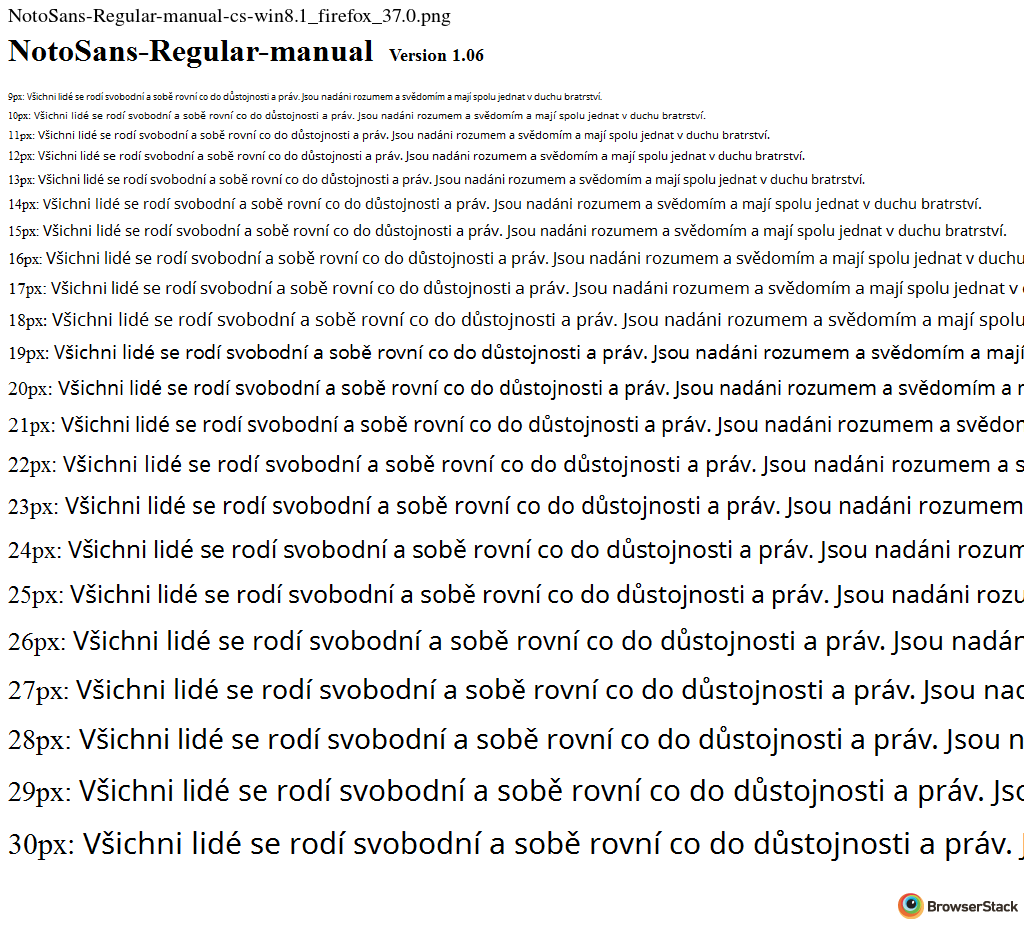 NotoSans-Regular-manual-cs-win8.1_firefox_37.0.png
NotoSans-Regular-manual Version 1.06
9px: Všichni lidé se rodí svobodní a sobě rovní co do důstojnosti a práv. Jsou nadáni rozumem a svědomím a mají spolu jednat v duchu bratrství.
10px: Všichni lidé se rodí svobodní a sobě rovní co do důstojnosti a práv. Jsou nadáni rozumem a svědomím a mají spolu jednat v duchu bratrství.
11px: Všichni lidé se rodí svobodní a sobě rovní co do důstojnosti a práv. Jsou nadáni rozumem a svědomím a mají spolu jednat v duchu bratrství.
12px: Všichni lidé se rodí svobodní a sobě rovní co do důstojnosti a práv. Jsou nadáni rozumem a svědomím a mají spolu jednat v duchu bratrství.
13px: Všichni lidé se rodí svobodní a sobě rovní co do důstojnosti a práv. Jsou nadáni rozumem a svědomím a mají spolu jednat v duchu bratrství.
14px: Všichni lidé se rodí svobodní a sobě rovní co do důstojnosti a práv. Jsou nadáni rozumem a svědomím a mají spolu jednat v duchu bratrství.
15px: Všichni lidé se rodí svobodní a sobě rovní co do důstojnosti a práv. Jsou nadáni rozumem a svědomím a mají spolu jednat v duchu bratrství.
16px: Všichni lidé se rodí svobodní a sobě rovní co do důstojnosti a práv. Jsou nadáni rozumem a svědomím a mají spolu jednat v duchu
17px: Všichni lidé se rodí svobodní a sobě rovní co do důstojnosti a práv. Jsou nadáni rozumem a svědomím a mají spolu jednat v
18px: Všichni lidé se rodí svobodní a sobě rovní co do důstojnosti a práv. Jsou nadáni rozumem a svědomím a mají spolu
19px: Všichni lidé se rodí svobodní a sobě rovní co do důstojnosti a práv. Jsou nadáni rozumem a svědomím a mají
20px: Všichni lidé se rodí svobodní a sobě rovní co do důstojnosti a práv. Jsou nadáni rozumem a svědomím a
21px: Všichni lidé se rodí svobodní a sobě rovní co do důstojnosti a práv. Jsou nadáni rozumem a svědom
22px: Všichni lidé se rodí svobodní a sobě rovní co do důstojnosti a práv. Jsou nadáni rozumem a s
23px: Všichni lidé se rodí svobodní a sobě rovní co do důstojnosti a práv. Jsou nadáni rozumem
24px: Všichni lidé se rodí svobodní a sobě rovní co do důstojnosti a práv. Jsou nadáni rozum
25px: Všichni lidé se rodí svobodní a sobě rovní co do důstojnosti a práv. Jsou nadáni rozu
26px: Všichni lidé se rodí svobodní a sobě rovní co do důstojnosti a práv. Jsou nadán
27px: Všichni lidé se rodí svobodní a sobě rovní co do důstojnosti a práv. Jsou nad
28px: Všichni lidé se rodí svobodní a sobě rovní co do důstojnosti a práv. Jsou n
29px: Všichni lidé se rodí svobodní a sobě rovní co do důstojnosti a práv. Jso
30px: Všichni lidé se rodí svobodní a sobě rovní co do důstojnosti a práv. J
BrowserStack